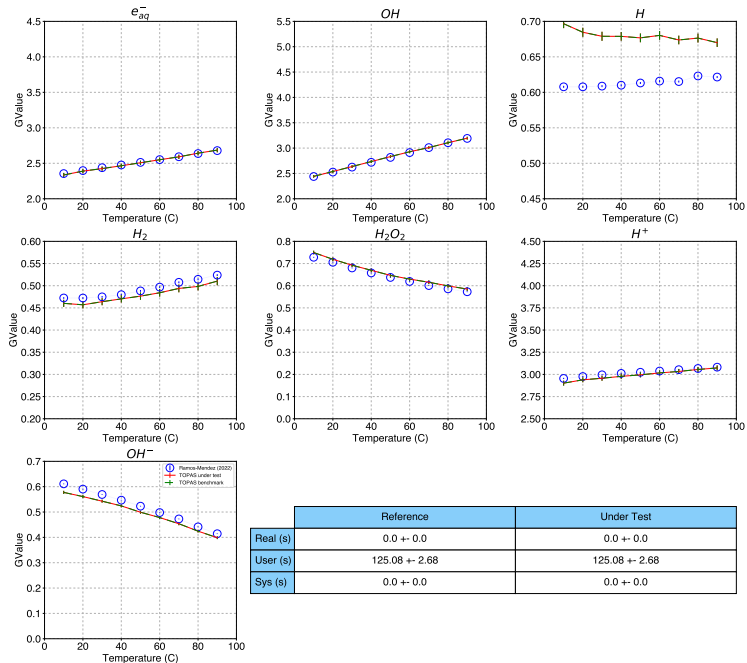 e⁻aq
4.5
4.0
3.5
3.0
2.5
2.0
GValue
0 20 40 60 80 100
Temperature (C)
OH
5.5
5.0
4.5
4.0
3.5
3.0
2.5
2.0
GValue
0 20 40 60 80 100
Temperature (C)
H
0.70
0.65
0.60
0.55
0.50
0.45
GValue
0 20 40 60 80 100
Temperature (C)
H₂
0.60
0.55
0.50
0.45
0.40
0.35
0.30
0.25
0.20
GValue
0 20 40 60 80 100
Temperature (C)
H₂O₂
0.8
0.7
0.6
0.5
0.4
0.3
0.2
0.1
0.0
GValue
0 20 40 60 80 100
Temperature (C)
H⁺
4.50
4.25
4.00
3.75
3.50
3.25
3.00
2.75
2.50
GValue
0 20 40 60 80 100
Temperature (C)
OH⁻
0.7
0.6
0.5
0.4
0.3
0.2
0.1
0.0
GValue
0 20 40 60 80 100
Temperature (C)
Ramos-Mendez (2022)
TOPAS under test
TOPAS benchmark
Reference Under Test
Real (s) 0.0 +- 0.0 0.0 +- 0.0
User (s) 125.08 +- 2.68 125.08 +- 2.68
Sys (s) 0.0 +- 0.0 0.0 +- 0.0